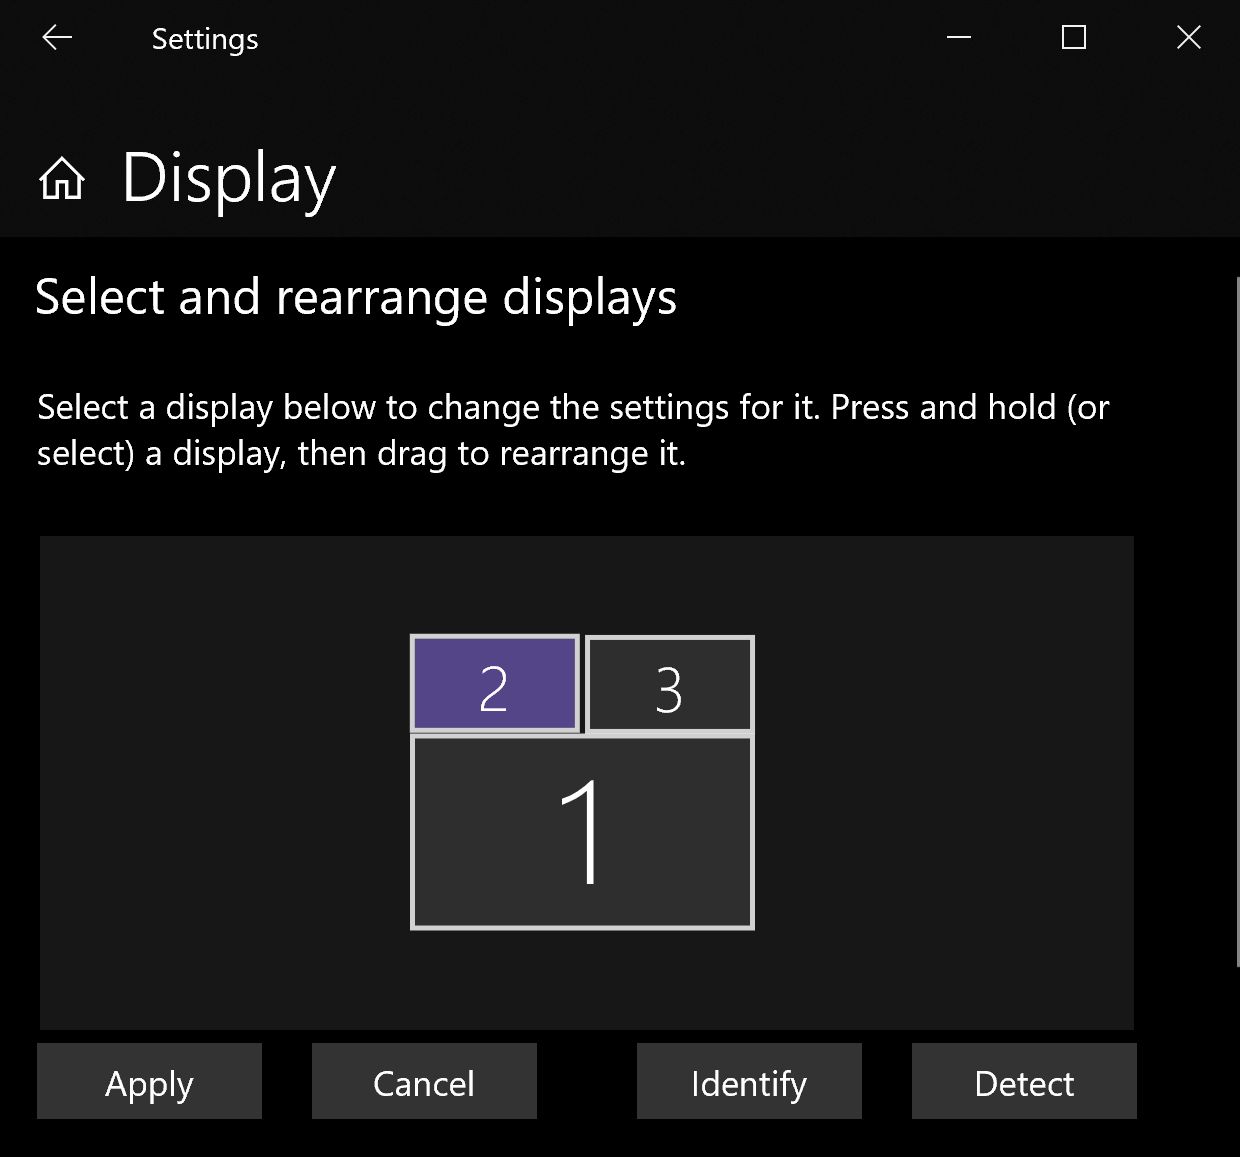 Settings
Display
Select and rearrange displays
Select a display below to change the settings for it. Press and hold (or
select) a display, then drag to rearrange it.
2
3
1
Apply
Cancel
Identify
Detect